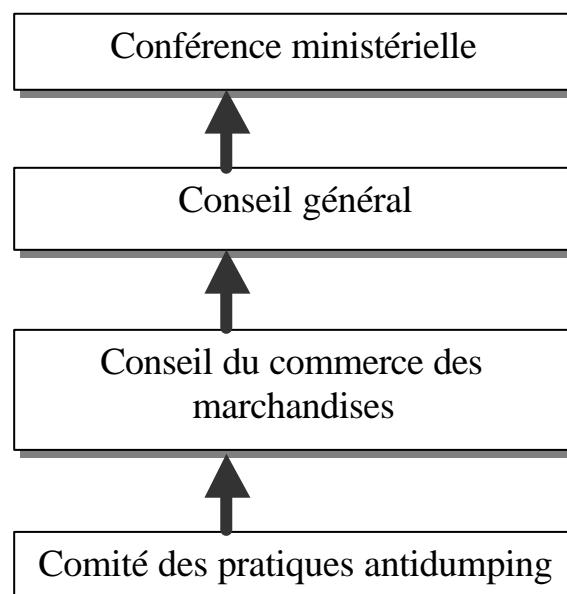 Conférence ministérielle
Conseil général
Conseil du commerce des
marchandises
Comité des pratiques antidumping